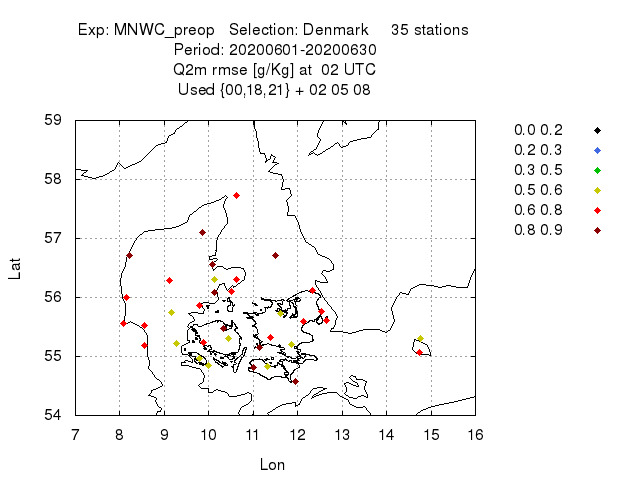 Exp: MNWC_preop Selection: Denmark 35 stations
Period: 20200601-20200630
Q2m rmse [g/Kg] at 02 UTC
Used {00,18,21} + 02 05 08
59
58
57
56
55
54
Lat
7 8 9 10 11 12 13 14 15 16
Lon
0.0 0.2
0.2 0.3
0.3 0.5
0.5 0.6
0.6 0.8
0.8 0.9